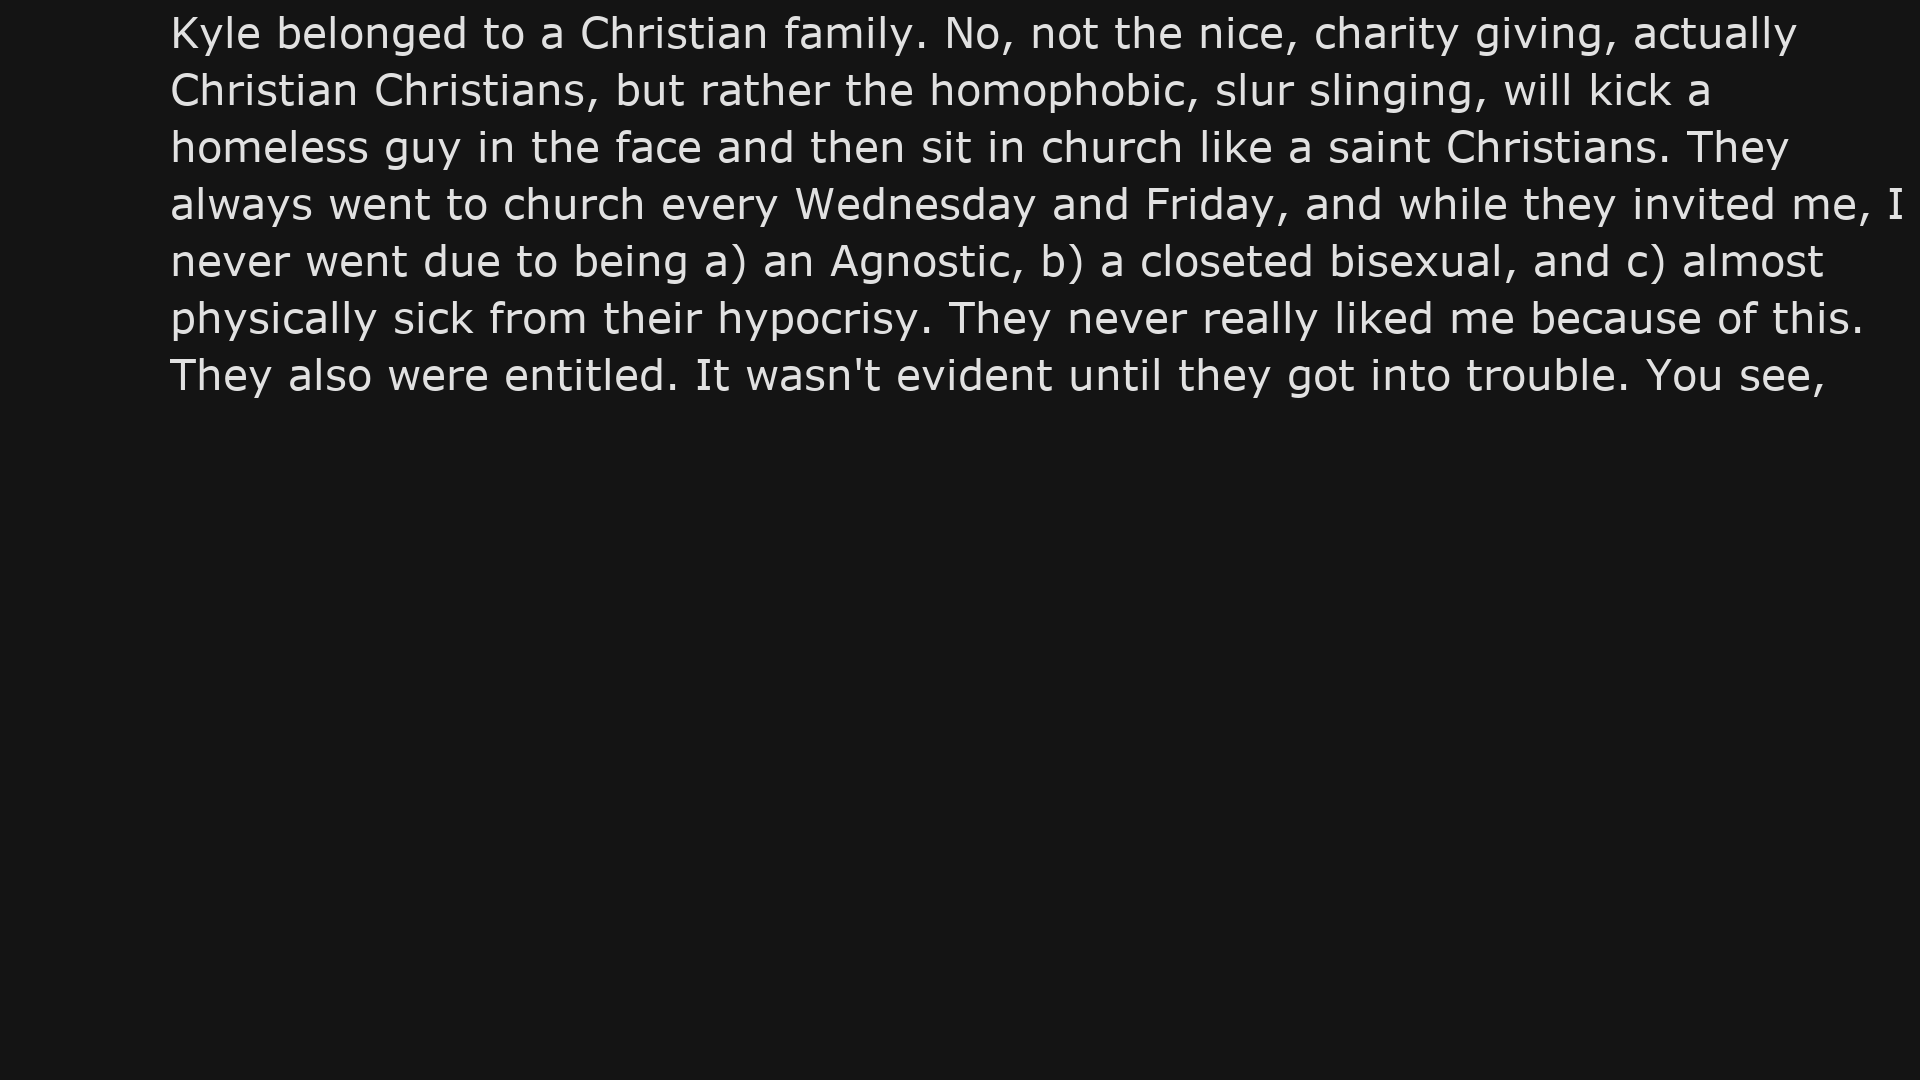 Kyle belonged to a Christian family. No, not the nice, charity giving, actually
Christian Christians, but rather the homophobic, slur slinging, will kick a
homeless guy in the face and then sit in church like a saint Christians. They
always went to church every Wednesday and Friday, and while they invited me, I
never went due to being a) an Agnostic, b) a closeted bisexual, and c) almost
physically sick from their hypocrisy. They never really liked me because of this.
They also were entitled. It wasn't evident until they got into trouble. You see,